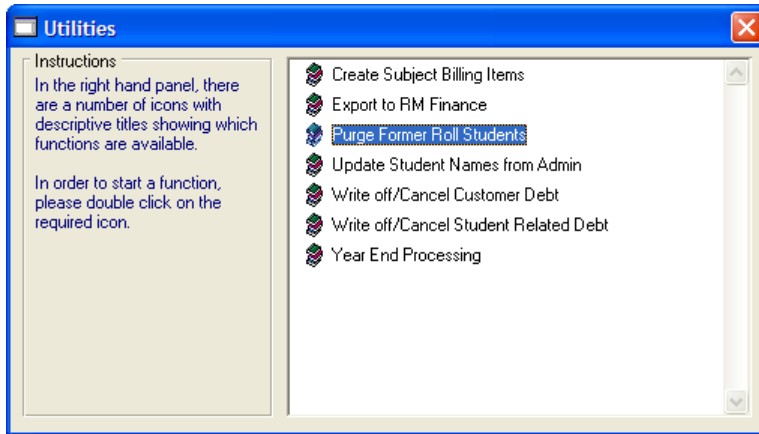 Utilities
Instructions
In the right hand panel, there
are a number of icons with
descriptive titles showing which
functions are available.
In order to start a function,
please double click on the
required icon.
Create Subject Billing Items
Export to RM Finance
Purge Former Roll Students
Update Student Names from Admin
Write off/Cancel Customer Debt
Write off/Cancel Student Related Debt
Year End Processing